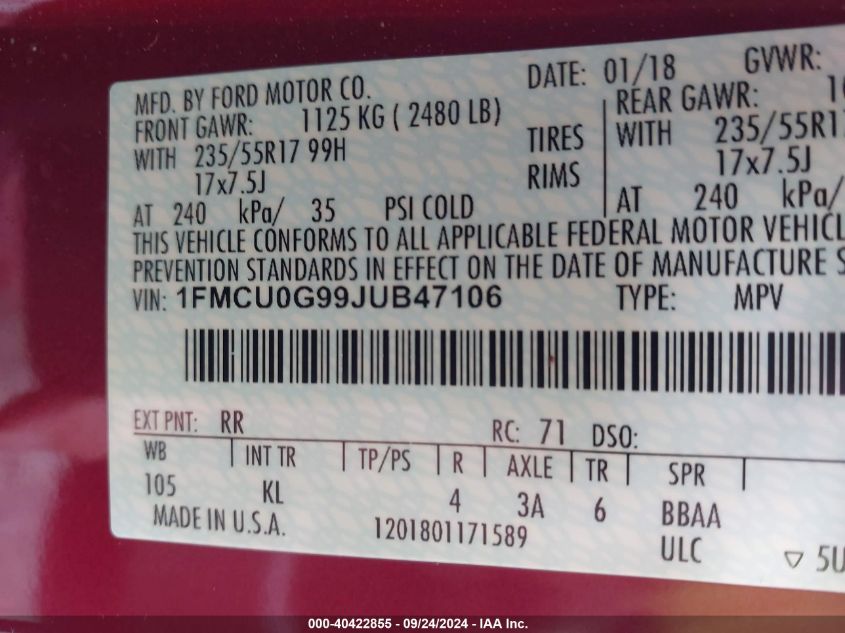 MFD. BY FORD MOTOR CO. DATE: 01/18 GVWR:
FRONT GAWR: 1125 KG ( 2480 LB) REAR GAWR:
WITH 235/55R17 99H TIRES WITH 235/55R17
17x7.5J RIMS 17x7.5J
AT 240 kPa/ 35 PSI COLD AT 240 kPa/
THIS VEHICLE CONFORMS TO ALL APPLICABLE FEDERAL MOTOR VEHICL
PREVENTION STANDARDS IN EFFECT ON THE DATE OF MANUFACTURE S
VIN: 1FMCU0G99JUB47106 TYPE: MPV
EXT PNT: RR RC: 71 DSO:
WB INT TR TP/PS R AXLE TR SPR
105 KL 4 3A 6 BBAA
MADE IN U.S.A. 1201801171589 ULC ▽ 5U
000-40422855 - 09/24/2024 - IAA Inc.